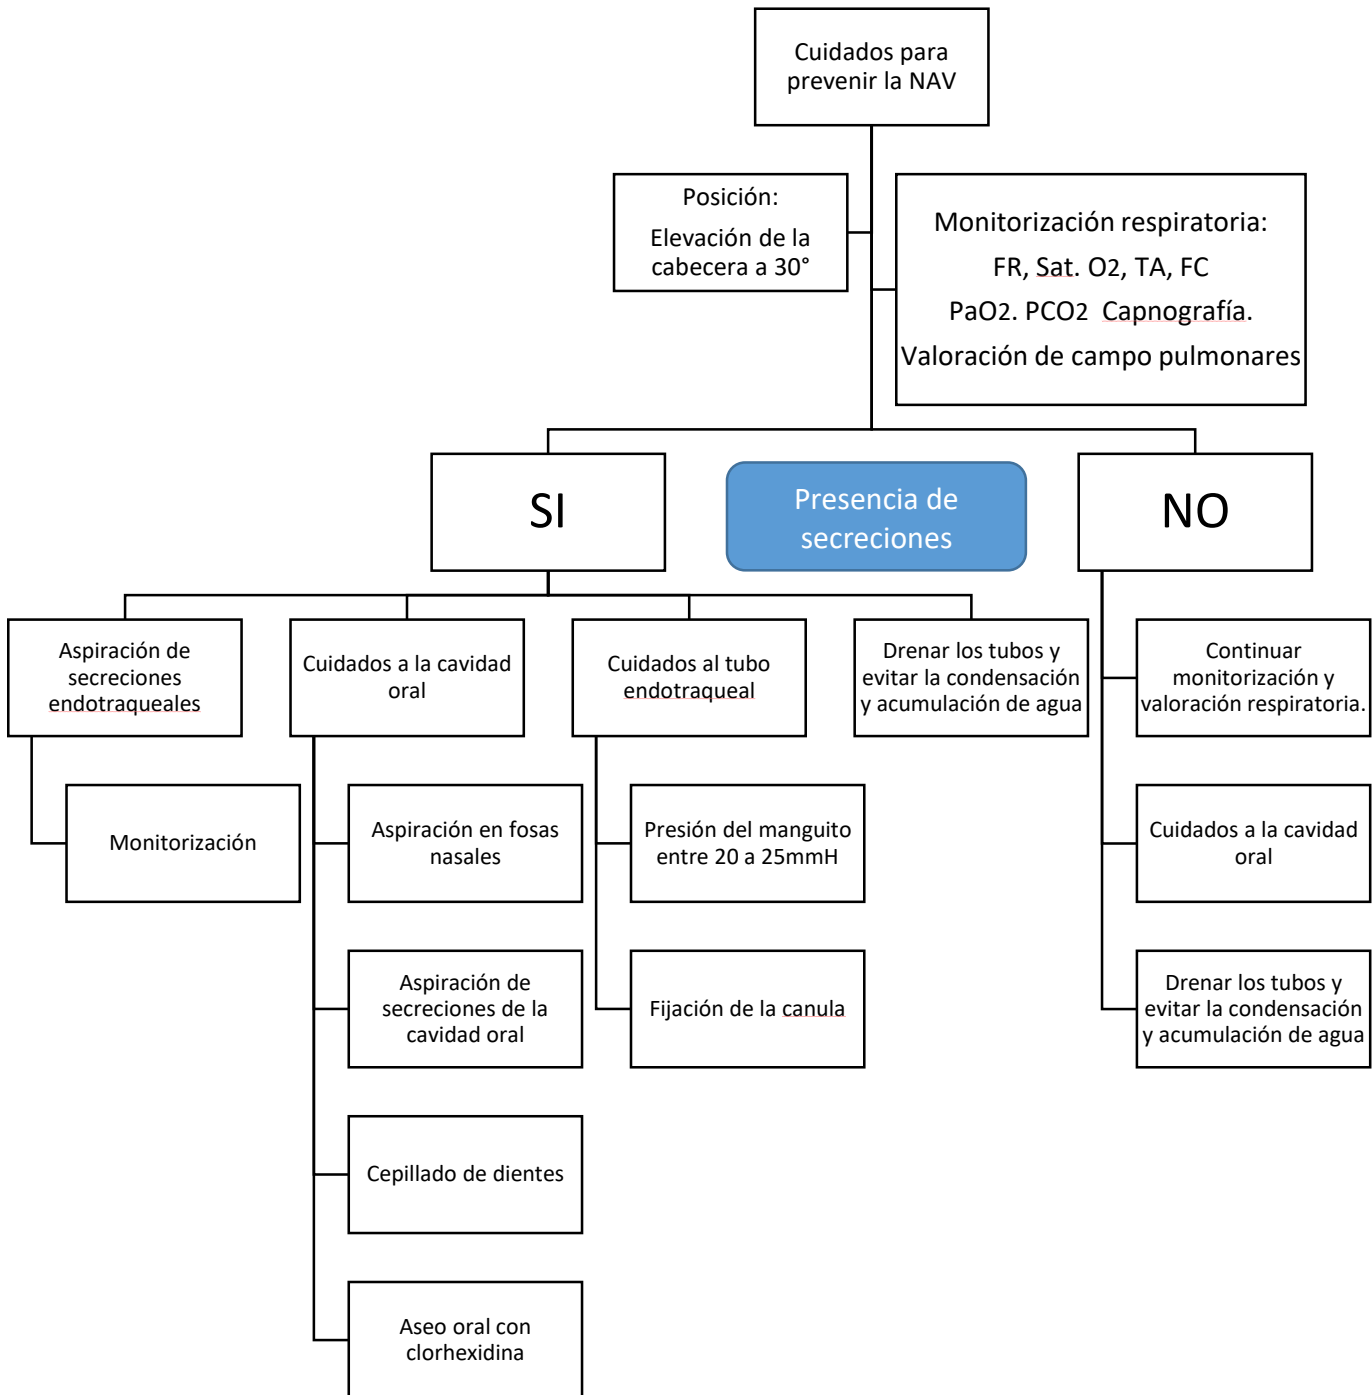 Cuidados para
prevenir la NAV
Posición:
Elevación de la
cabecera a 30°
Monitorización respiratoria:
FR, Sat. O2, TA, FC
PaO2. PCO2 Capnografía.
Valoración de campo pulmonares
SI
Presencia de
secreciones
NO
Aspiración de
secreciones
endotraqueales
Cuidados a la cavidad
oral
Cuidados al tubo
endotraqueal
Drenar los tubos y
evitar la condensación
y acumulación de agua
Continuar
monitorización y
valoración respiratoria.
Monitorización
Aspiración en fosas
nasales
Presión del manguito
entre 20 a 25mmH
Cuidados a la cavidad
oral
Aspiración de
secreciones de la
cavidad oral
Fijación de la canula
Drenar los tubos y
evitar la condensación
y acumulación de agua
Cepillado de dientes
Aseo oral con
clorhexidina